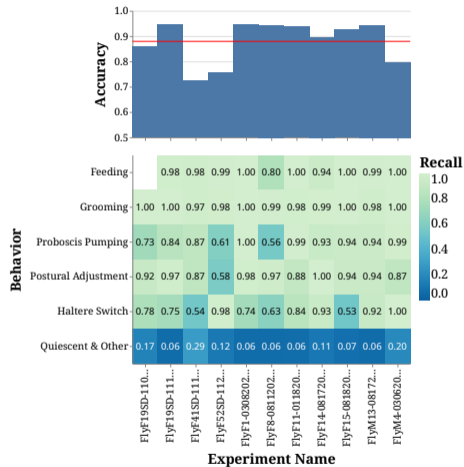 Accuracy
1.0
0.9
0.8
0.7
0.6
0.5
Recall
1.0
0.8
0.6
0.4
0.2
0.0
Behavior
Feeding 0.98 0.98 0.99 1.00 0.80 1.00 0.94 1.00 0.99 1.00
Grooming 1.00 1.00 0.97 0.98 1.00 0.99 0.98 0.99 1.00 0.98 1.00
Proboscis Pumping 0.73 0.84 0.87 0.61 1.00 0.56 0.99 0.93 0.94 0.94 0.99
Postural Adjustment 0.92 0.97 0.87 0.58 0.98 0.97 0.88 1.00 0.94 0.94 0.87
Haltere Switch 0.78 0.75 0.54 0.98 0.74 0.63 0.84 0.93 0.53 0.92 1.00
Quiescent & Other 0.17 0.06 0.29 0.12 0.06 0.06 0.06 0.11 0.07 0.06 0.20
FlyF19SD-110...
FlyF19SD-111...
FlyF41SD-111...
FlyF52SD-112...
FlyF1-0308202...
FlyF8-0811202...
FlyF11-011820...
FlyF14-081720...
FlyF15-081820...
FlyM13-08172...
FlyM4-030620...
Experiment Name